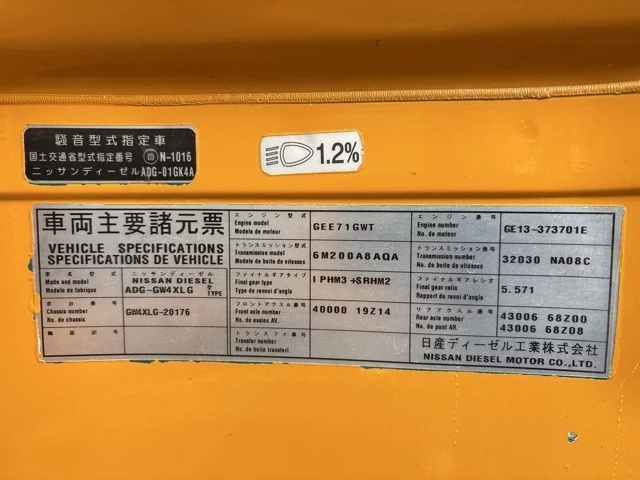 騒音型式指定車
国土交通省型式指定番号 N-1016
ニッサンディーゼル ADG-01GK4A
1.2%
車両主要諸元票
VEHICLE SPECIFICATIONS
SPECIFICATIONS DE VEHICLE
車名型式
Made and model
Modele de fabrique
ニッサンディーゼル
NISSAN DIESEL
ADG-GW4XLG 型 TYPE
車台番号
Chassis number
No. de chassis
GW4XLG-20176
エンジン型式
Engine model
Modele de moteur
GEE71GWT
トランスミッション型式
Transmission model
Modele de boite de vitesses
6M200A8AQA
ファイナルギアタイプ
Final gear type
Type de renvoi d'angle
1PHM3+SRHM2
フロントアクスル番号
Front axle number
No. de essieu AV.
40000 19Z14
トランスファ番号
Transfer number
No. de boite transfert
エンジン番号
Engine number
No. de moteur
GE13-373701E
トランスミッション番号
Transmission number
No. de boite de vitesses
32030 NA08C
ファイナルギアレシオ
Final gear ratio
Rapport de renvoi d'angle
5.571
リアアクスル番号
Rear axle number
No. de pont AR.
43006 68Z00
43006 68Z08
日産ディーゼル工業株式会社
NISSAN DIESEL MOTOR CO.,LTD.